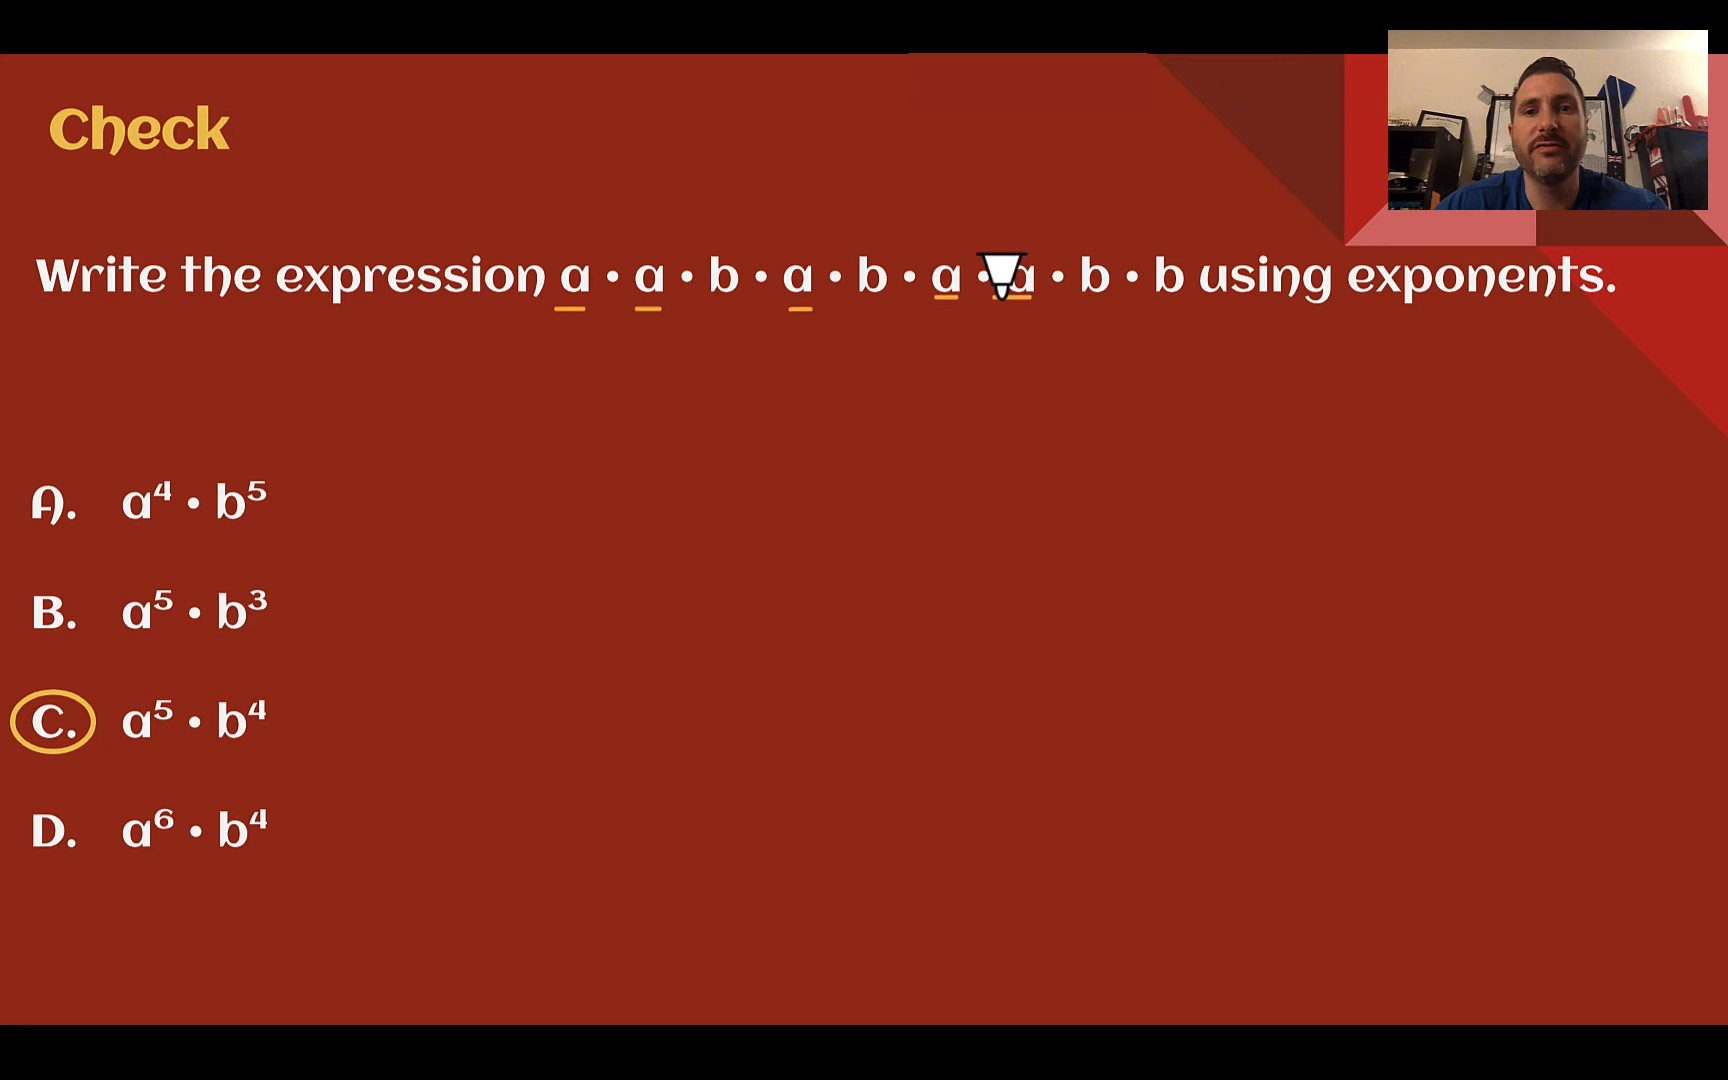 Check
Write the expression a · a · b · a · b · a · a · b · b using exponents.
A. a⁴ · b⁵
B. a⁵ · b³
C. a⁵ · b⁴
D. a⁶ · b⁴